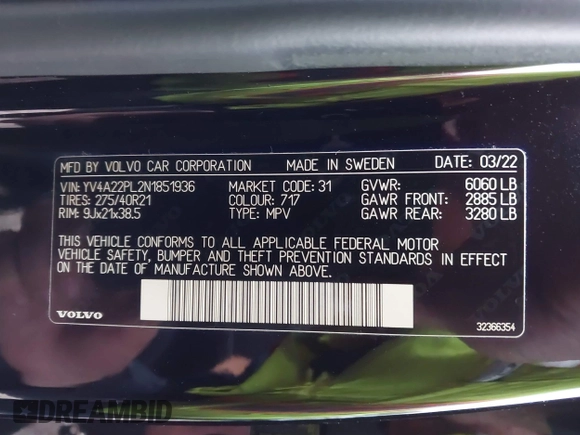 MFD BY VOLVO CAR CORPORATION MADE IN SWEDEN DATE: 03/22
VIN: YV4A22PL2N1851936 MARKET CODE: 31 GVWR: 6060 LB
TIRES: 275/40R21 COLOUR: 717 GAWR FRONT: 2885 LB
RIM: 9Jx21x38.5 TYPE: MPV GAWR REAR: 3280 LB
THIS VEHICLE CONFORMS TO ALL APPLICABLE FEDERAL MOTOR
VEHICLE SAFETY, BUMPER AND THEFT PREVENTION STANDARDS IN EFFECT
ON THE DATE OF MANUFACTURE SHOWN ABOVE.
VOLVO 32366354
DREAMBID